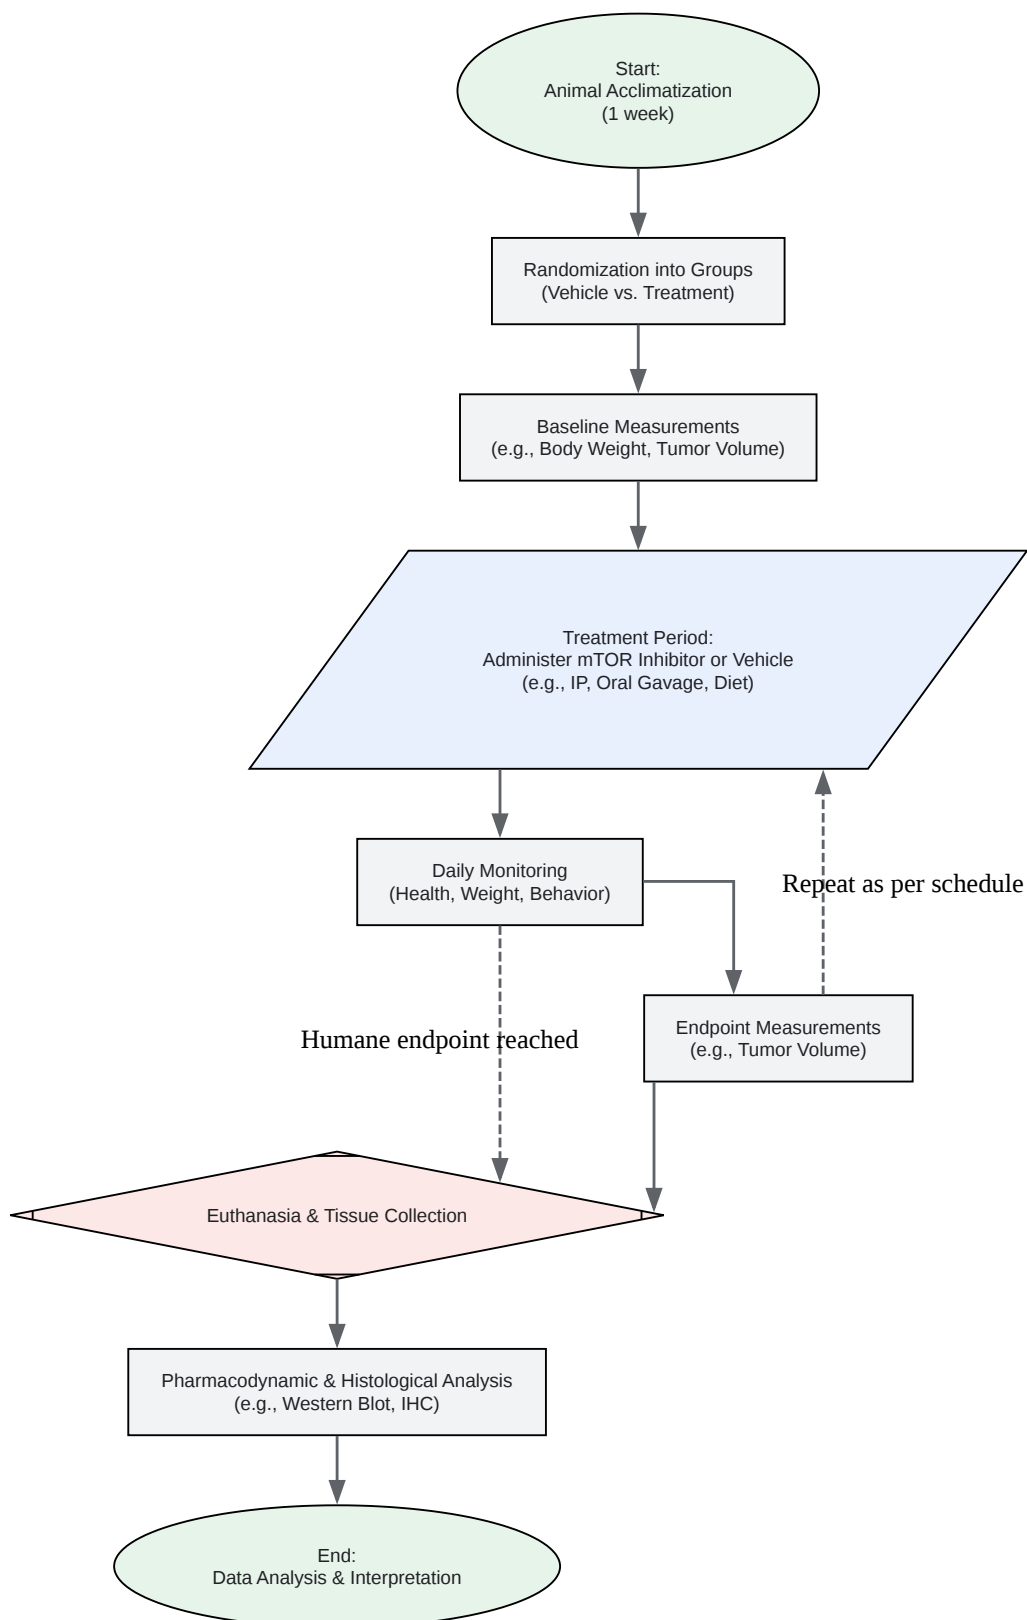 Start:
Animal Acclimatization
(1 week)
Randomization into Groups
(Vehicle vs. Treatment)
Baseline Measurements
(e.g., Body Weight, Tumor Volume)
Treatment Period:
Administer mTOR Inhibitor or Vehicle
(e.g., IP, Oral Gavage, Diet)
Daily Monitoring
(Health, Weight, Behavior)
Repeat as per schedule
Endpoint Measurements
(e.g., Tumor Volume)
Humane endpoint reached
Euthanasia & Tissue Collection
Pharmacodynamic & Histological Analysis
(e.g., Western Blot, IHC)
End:
Data Analysis & Interpretation